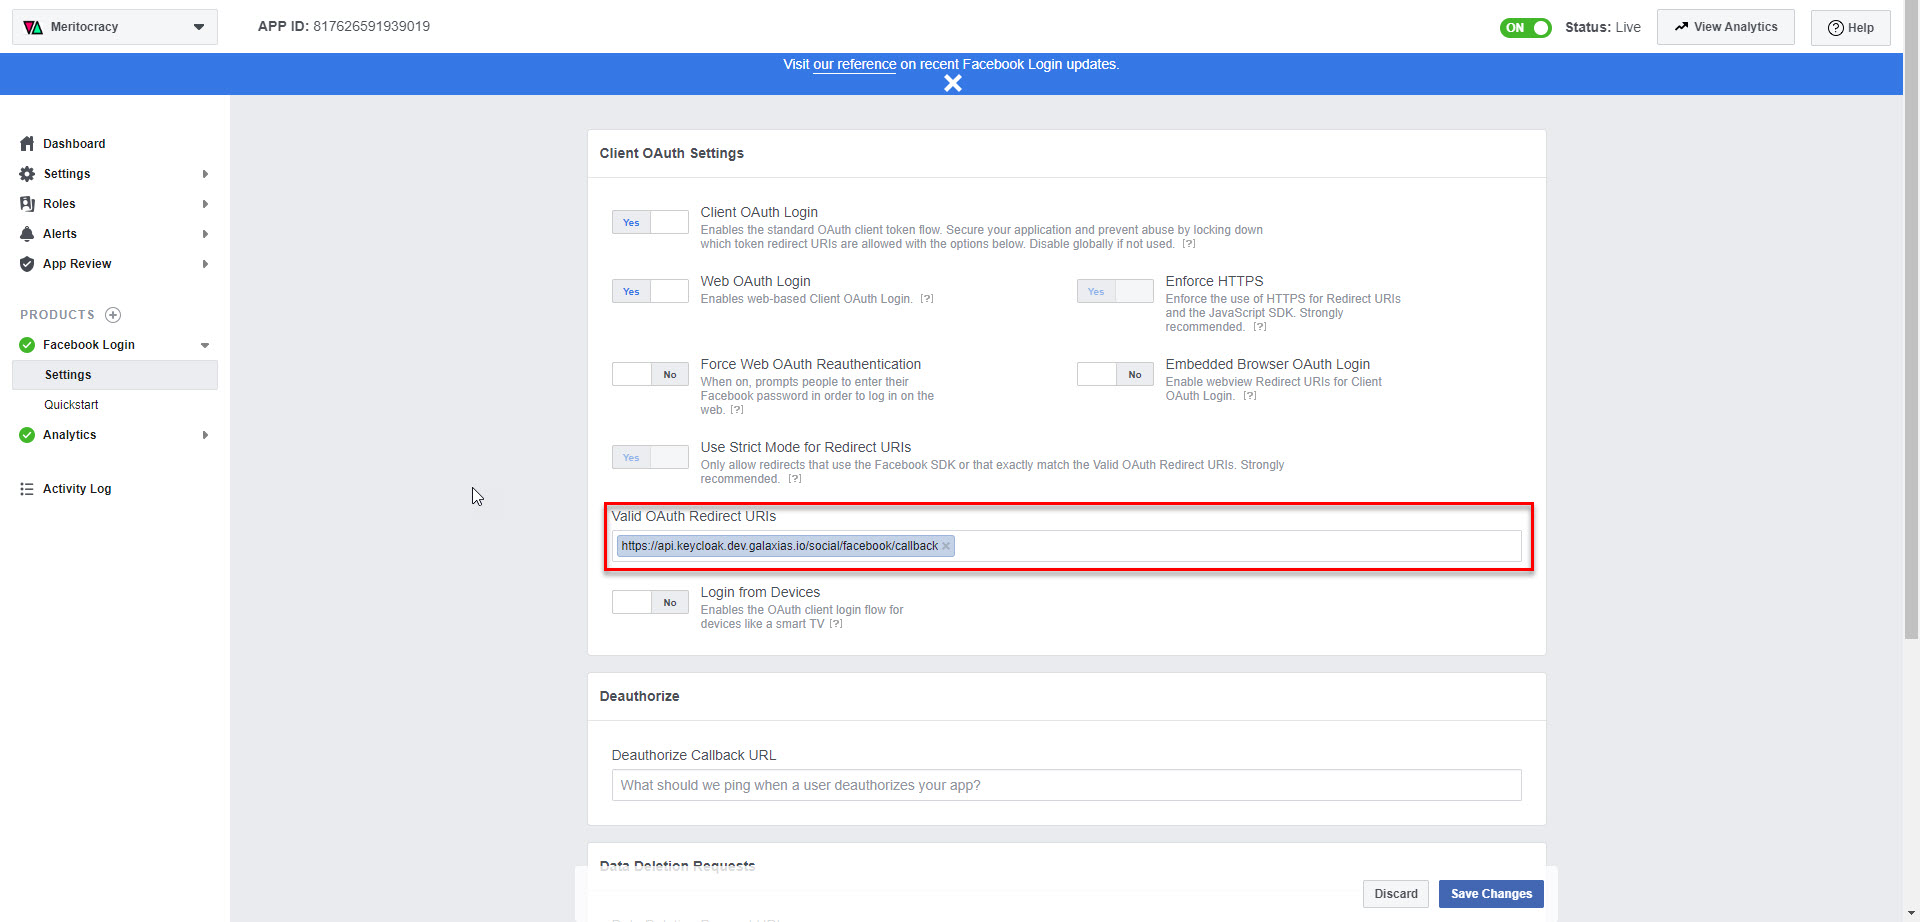 Meritocracy
APP ID: 817626591939019
ON
Status: Live
View Analytics
Help
Visit our reference on recent Facebook Login updates.
Dashboard
Settings
Roles
Alerts
App Review
PRODUCTS
Facebook Login
Settings
Quickstart
Analytics
Activity Log
Client OAuth Settings
Yes
Client OAuth Login
Enables the standard OAuth client token flow. Secure your application and prevent abuse by locking down
which token redirect URIs are allowed with the options below. Disable globally if not used. [?]
Yes
Web OAuth Login
Enables web-based Client OAuth Login. [?]
Yes
Enforce HTTPS
Enforce the use of HTTPS for Redirect URIs
and the JavaScript SDK. Strongly
recommended. [?]
No
Force Web OAuth Reauthentication
When on, prompts people to enter their
Facebook password in order to log in on the
web. [?]
No
Embedded Browser OAuth Login
Enable webview Redirect URIs for Client
OAuth Login. [?]
Yes
Use Strict Mode for Redirect URIs
Only allow redirects that use the Facebook SDK or that exactly match the Valid OAuth Redirect URIs. Strongly
recommended. [?]
Valid OAuth Redirect URIs
https://api.keycloak.dev.galaxias.io/social/facebook/callback
No
Login from Devices
Enables the OAuth client login flow for
devices like a smart TV [?]
Deauthorize
Deauthorize Callback URL
What should we ping when a user deauthorizes your app?
Data Deletion Requests
Discard
Save Changes